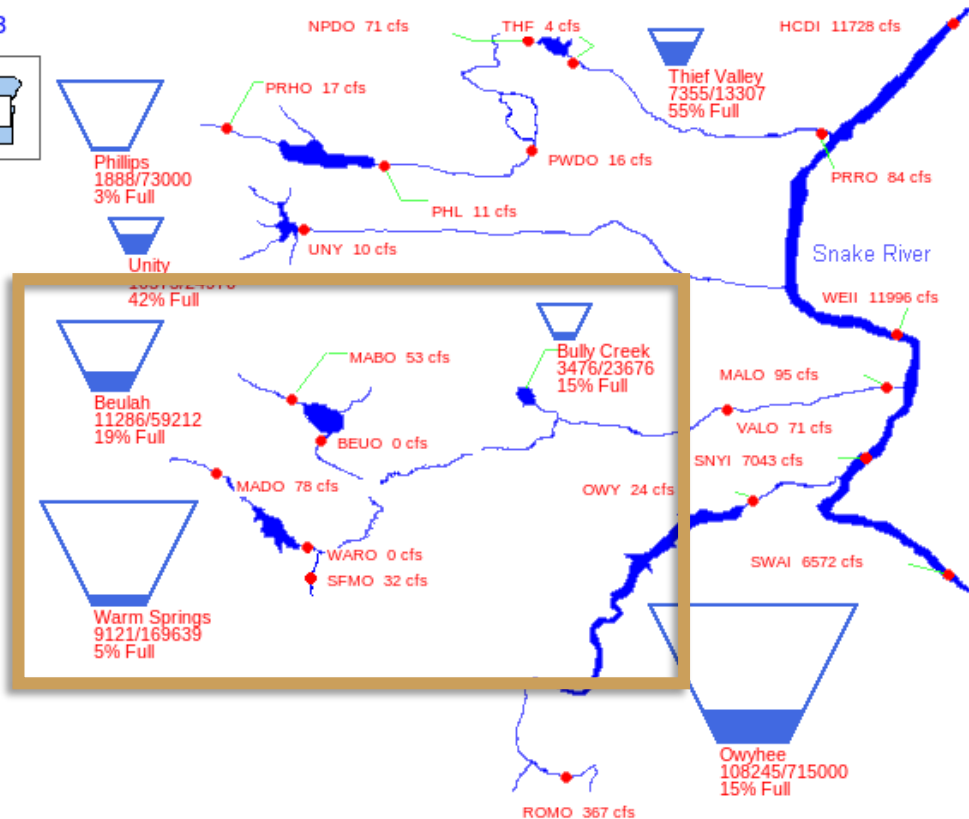 NPDO 71 cfs
THF 4 cfs
HCDI 11728 cfs
PRHO 17 cfs
Thief Valley
7355/13307
55% Full
Phillips
1888/73000
3% Full
PWDO 16 cfs
PRRO 84 cfs
PHL 11 cfs
UNY 10 cfs
Snake River
Unity
42% Full
WEII 11996 cfs
MABO 53 cfs
Bully Creek
3476/23676
15% Full
MALO 95 cfs
Beulah
11286/59212
19% Full
VALO 71 cfs
BEUO 0 cfs
SNYI 7043 cfs
MADO 78 cfs
OWY 24 cfs
WARO 0 cfs
SWAI 6572 cfs
SFMO 32 cfs
Warm Springs
9121/169639
5% Full
Owyhee
108245/715000
15% Full
ROMO 367 cfs